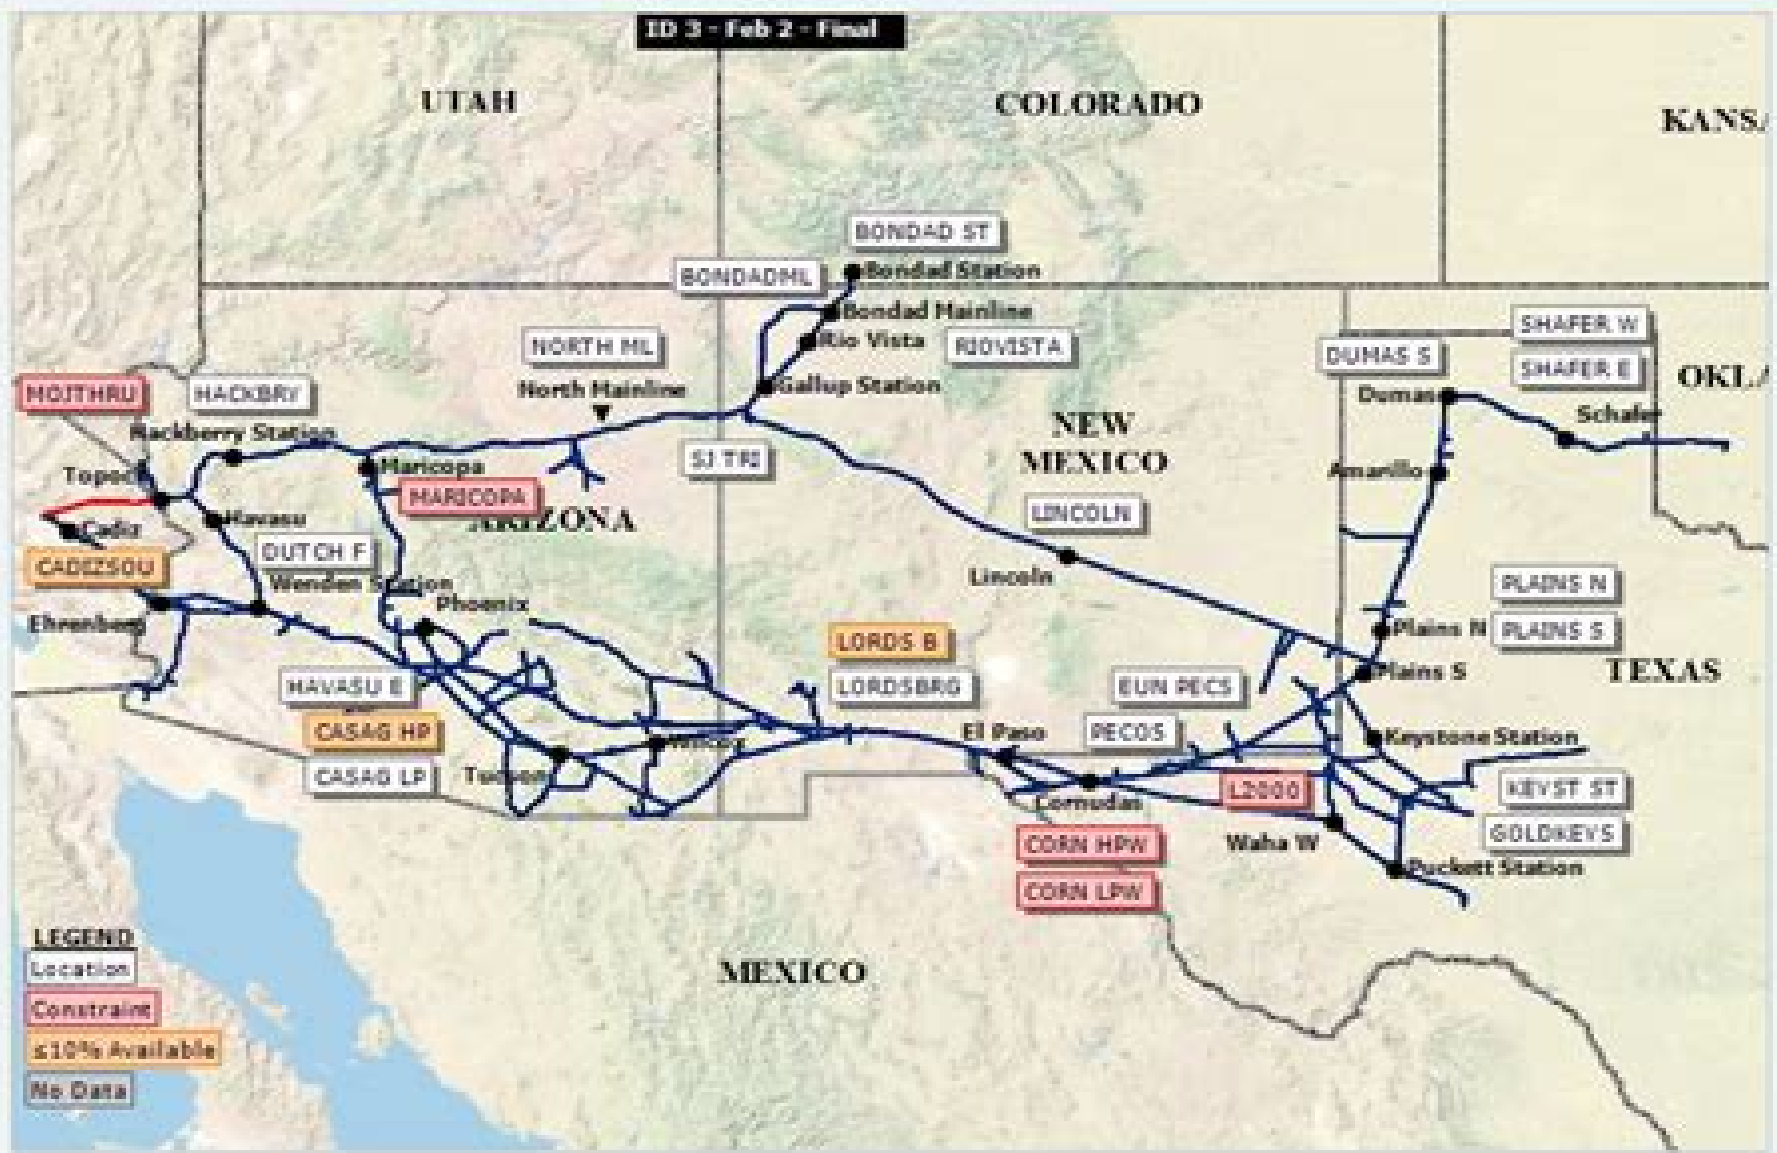 ID 3 - Feb 2 - Final
UTAH
COLORADO
KANSA
BONDAD ST
Bondad Station
BONDADML
Bondad Mainline
Rio Vista
RIOVISTA
NORTH ML
North Mainline
Gallup Station
SHAFER W
DUMAS S
SHAFER E
OKLA
Dumas
Schafer
MOJTHRU
HACKBRY
Hackberry Station
NEW
MEXICO
SJ TRI
Topock
Maricopa
MARICOPA
ARIZONA
Amarillo
Cadiz
Havasu
LINCOLN
Lincoln
DUTCH F
CADIZSOU
Wenden Station
Phoenix
Ehrenberg
PLAINS N
Plains N
PLAINS S
Plains S
TEXAS
LORDS B
LORDSBRG
HAVASU E
CASAG HP
CASAG LP
Tucson
EUN PECS
El Paso
PECOS
Keystone Station
Cornudas
L2000
KEYST ST
GOLDKEYS
Waha W
CORN HPW
CORN LPW
Puckett Station
MEXICO
LEGEND
Location
Constraint
≤10% Available
No Data